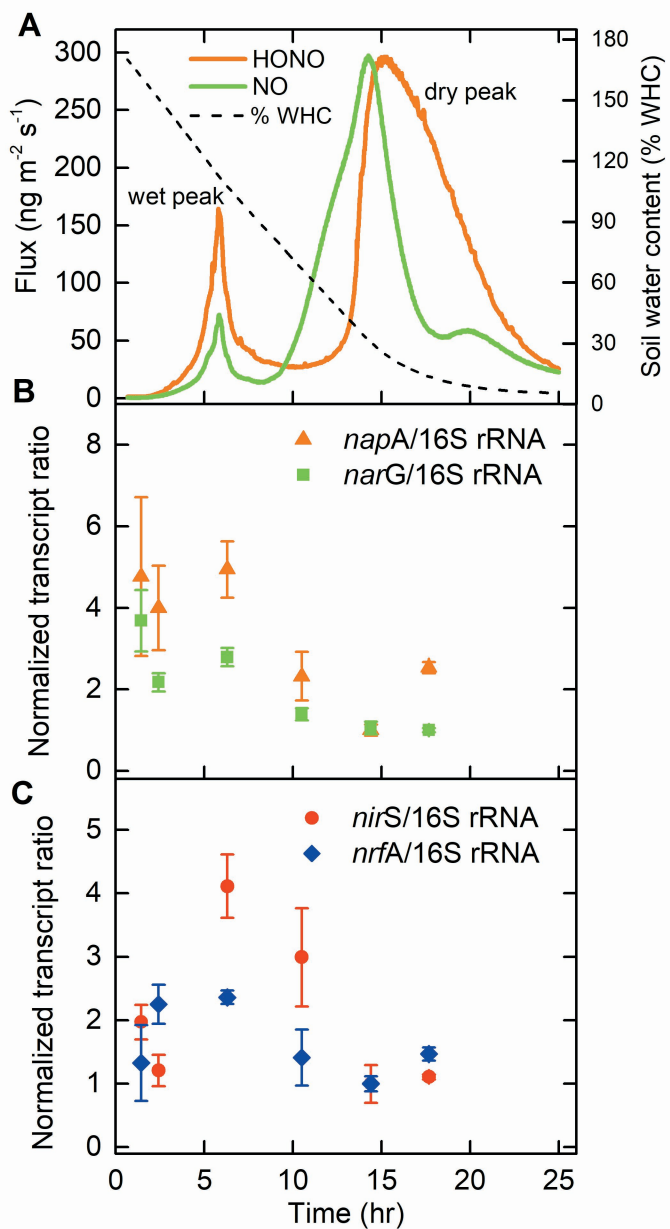 A
HONO
NO
% WHC
wet peak
dry peak
Flux (ng m⁻² s⁻¹)
300
250
200
150
100
50
0
Soil water content (% WHC)
180
150
120
90
60
30
0
B
napA/16S rRNA
narG/16S rRNA
Normalized transcript ratio
8
6
4
2
0
C
nirS/16S rRNA
nrfA/16S rRNA
Normalized transcript ratio
5
4
3
2
1
0
0 5 10 15 20 25
Time (hr)